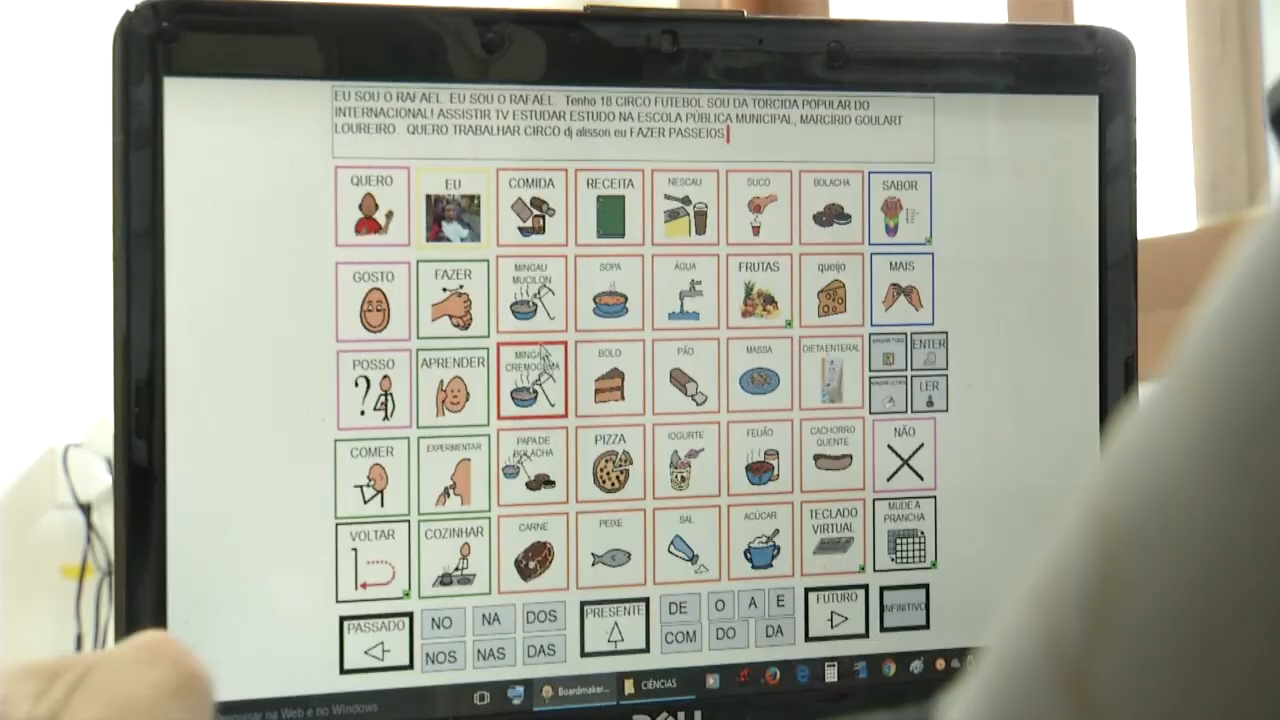 EU SOU O RAFAEL. EU SOU O RAFAEL. Tenho 18 CIRCO FUTEBOL SOU DA TORCIDA POPULAR DO
INTERNACIONAL! ASSISTIR TV ESTUDAR ESTUDO NA ESCOLA PÚBLICA MUNICIPAL, MARCÍRIO GOULART
LOUREIRO. QUERO TRABALHAR CIRCO dj alisson eu FAZER PASSEIOS
QUERO
EU
COMIDA
RECEITA
NESCAU
SUCO
BOLACHA
SABOR
GOSTO
FAZER
MINGAU
MUCILON
SOPA
ÁGUA
FRUTAS
queijo
MAIS
POSSO
APRENDER
BOLO
PÃO
MASSA
DIETA ENTERAL
ENTER
LER
COMER
EXPERIMENTAR
PAPA DE
BOLACHA
PIZZA
IOGURTE
FEIJÃO
CACHORRO
QUENTE
NÃO
VOLTAR
COZINHAR
CARNE
PEIXE
SAL
AÇÚCAR
TECLADO
VIRTUAL
MUDE A
PRANCHA
PASSADO
NO
NA
DOS
NOS
NAS
DAS
PRESENTE
DE
O
A
E
COM
DO
DA
FUTURO
INFINITIVO
na Web e no Windows
Boardmaker...
CIÊNCIAS
DELL